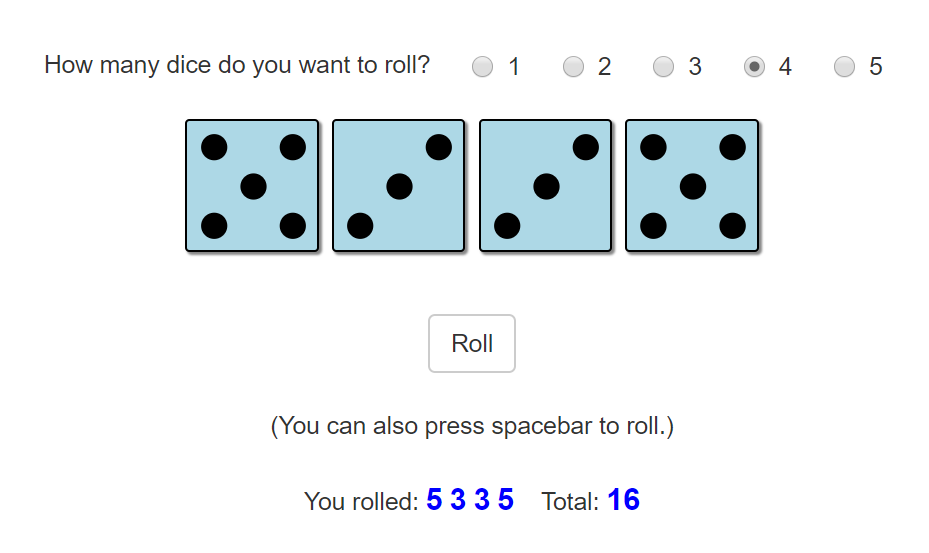 How many dice do you want to roll? 1 2 3 4 5
Roll
(You can also press spacebar to roll.)
You rolled: 5 3 3 5 Total: 16